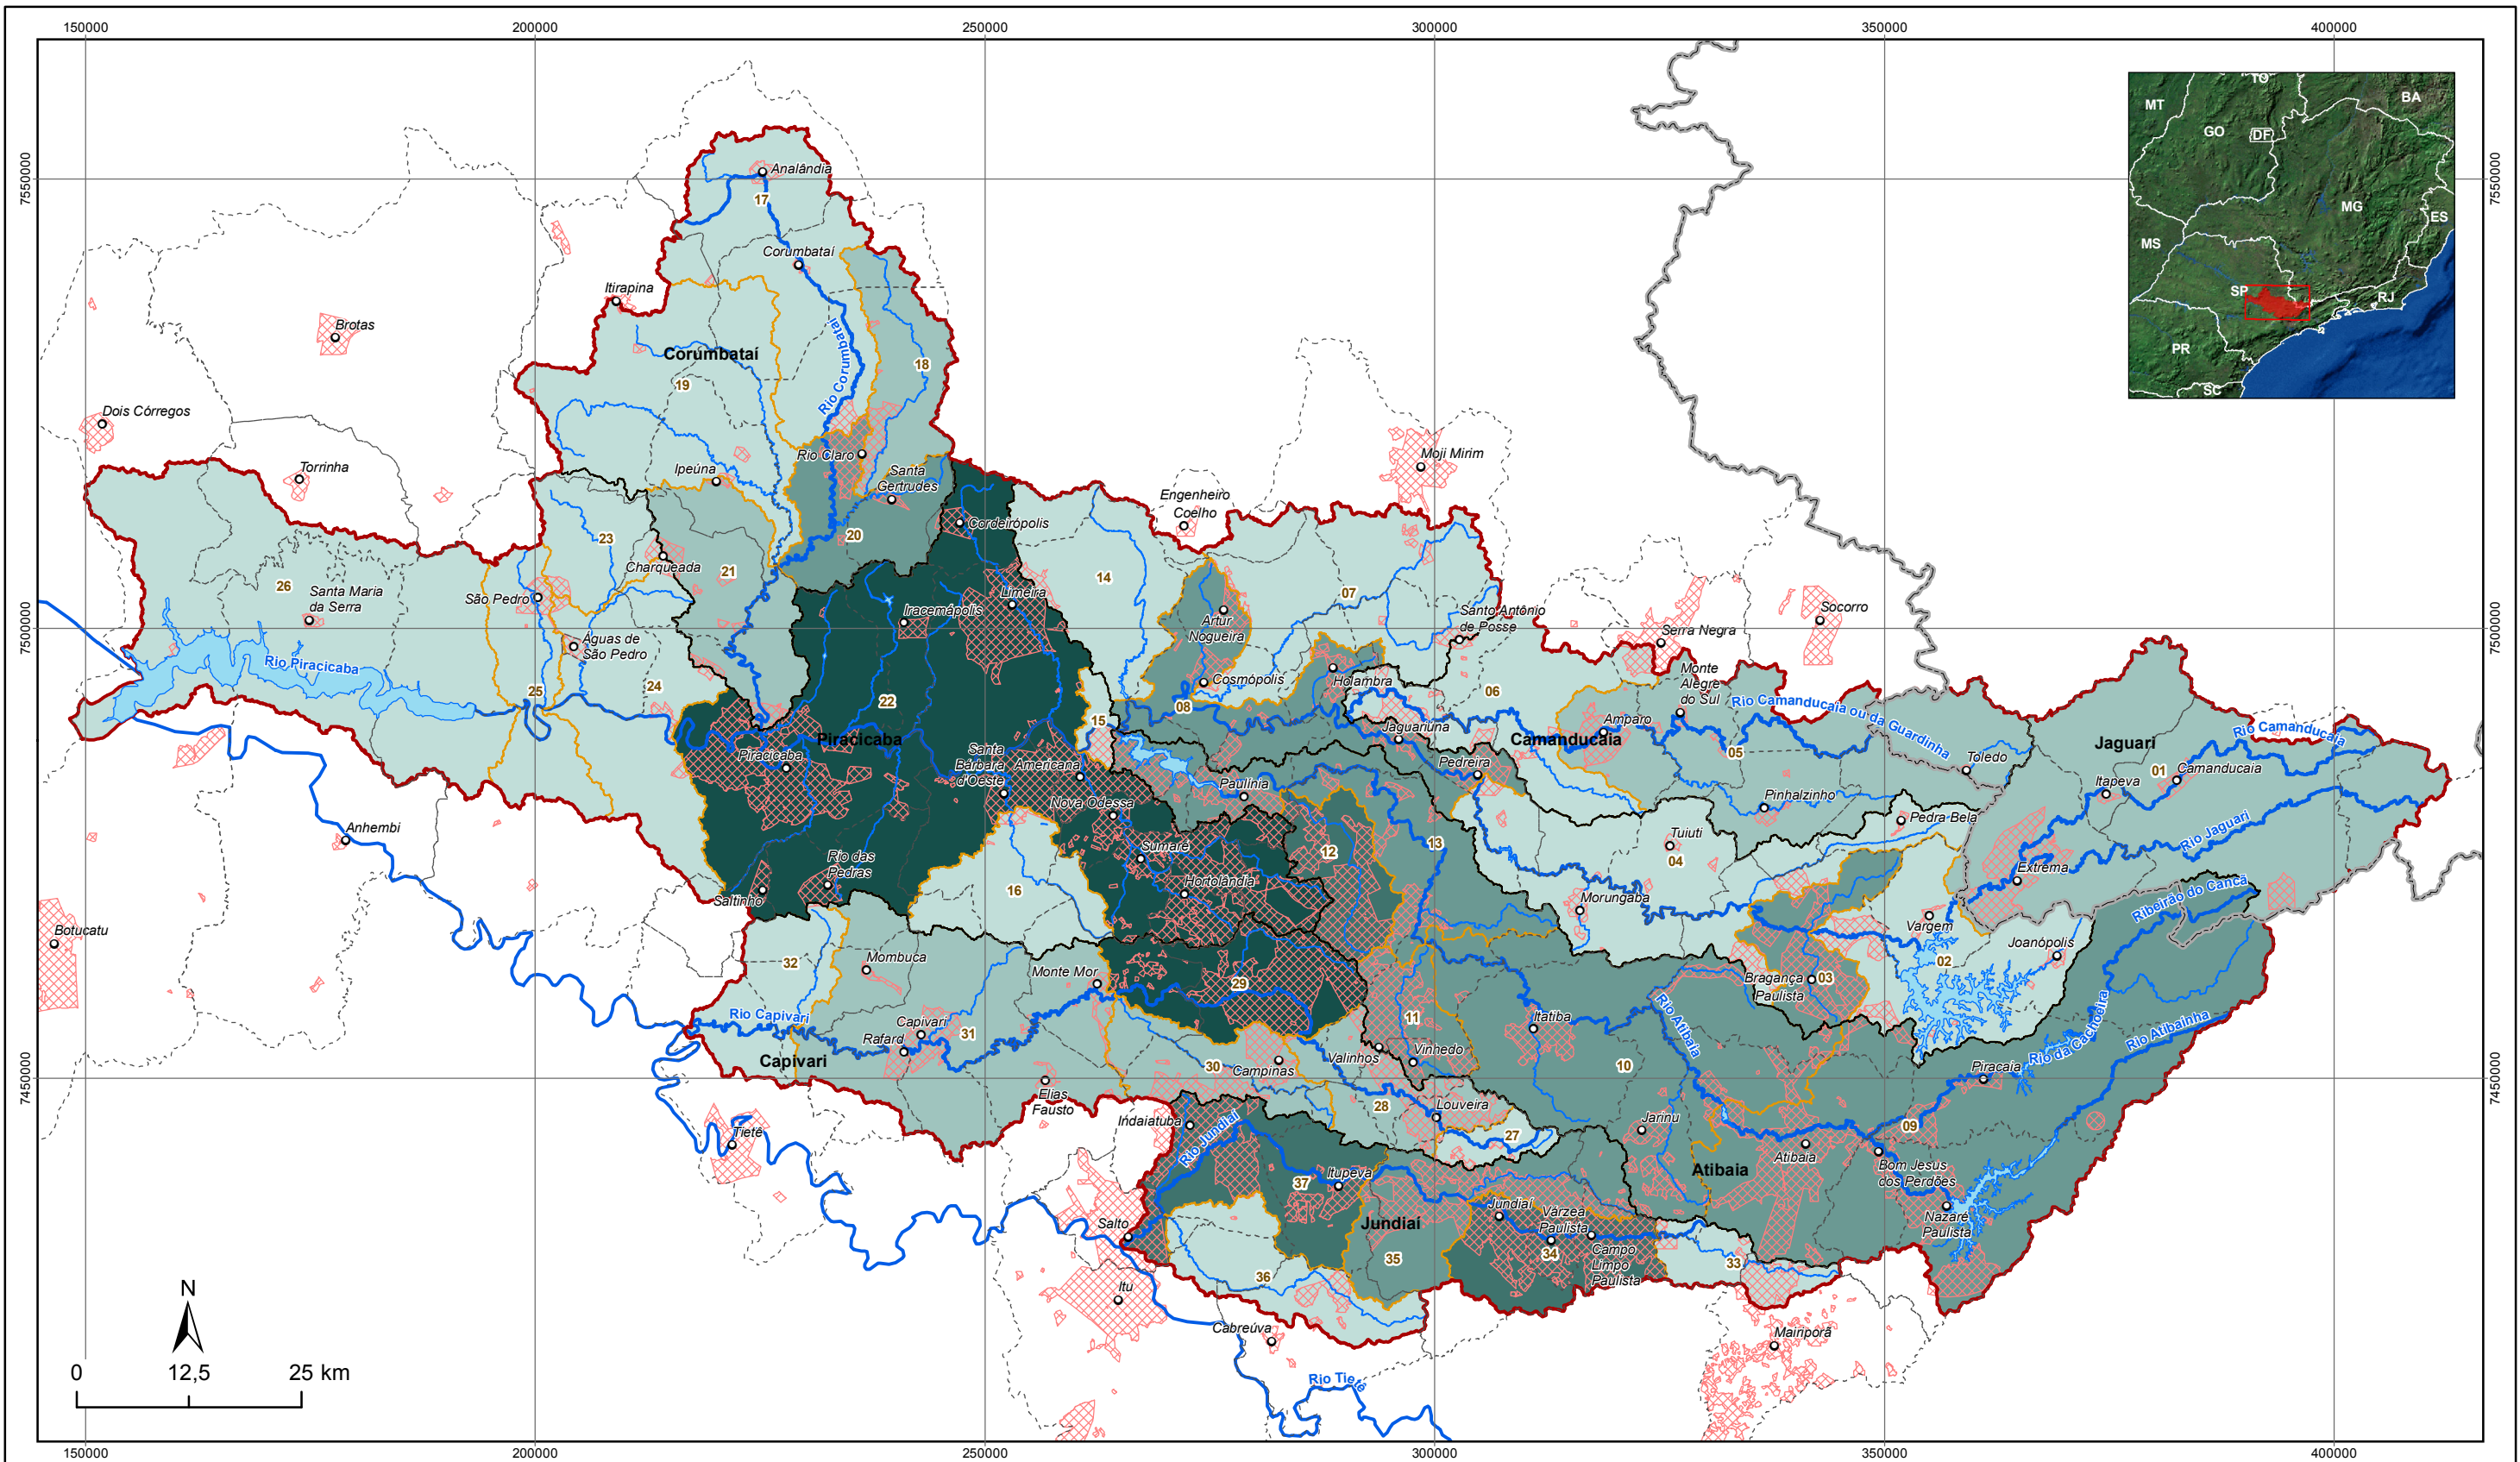 150000
200000
250000
300000
350000
400000
7550000
7550000
TO
MT
BA
GO
DF
MG
ES
MS
SP
RJ
PR
SC
Analândia
17
Corumbataí
Itirapina
Brotas
Rio Corumbataí
Corumbataí
18
19
Dois Córregos
Moji Mirim
Rio Claro
Torrinha
Ipeúna
Santa
Gertrudes
Engenheiro
Coelho
Cordeirópolis
23
20
Charqueada
21
14
26
Santa Maria
da Serra
São Pedro
Limeira
Iracemápolis
07
Artur
Nogueira
Santo Antônio
de Posse
Socorro
Serra Negra
7500000
7500000
Águas de
São Pedro
Rio Piracicaba
Monte
Alegre
do Sul
Cosmópolis
Holambra
24
25
22
08
06
15
Rio Camanducaia ou da Guardinha
Amparo
Jaguariúna
Piracicaba
Camanducaia
05
Jaguari
Rio Camanducaia
Piracicaba
Santa
Bárbara
d'Oeste
Americana
Pedreira
Toledo
01
Camanducaia
Itapeva
Paulínia
Pinhalzinho
Nova Odessa
Pedra Bela
Rio Jaguari
Anhembi
Tuiuti
04
Sumaré
12
13
Rio das
Pedras
Extrema
Hortolândia
16
Saltinho
Morungaba
Ribeirão do Cancã
Vargem
Botucatu
Joanópolis
02
Mombuca
32
Monte Mor
29
Bragança
Paulista
03
Rio Capivari
Capivari
Rafard
31
Rio Atibaia
Itatiba
11
Rio da Cachoeira
Rio Atibainha
Capivari
Valinhos
Vinhedo
30
Campinas
10
Piracaia
7450000
7450000
Elias
Fausto
28
Louveira
Indaiatuba
Rio Jundiaí
Jarinu
27
09
Tietê
Atibaia
Atibaia
Bom Jesus
dos Perdões
Itupeva
37
Jundiaí
Jundiaí
Várzea
Paulista
34
Campo
Limpo
Paulista
Nazaré
Paulista
Salto
35
33
36
Itu
Cabreúva
Mairiporã
Rio Tietê
N
0
12,5
25 km
150000
200000
250000
300000
350000
400000